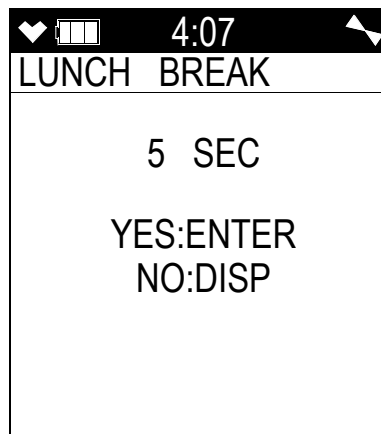 4:07
LUNCH BREAK
5 SEC
YES:ENTER
NO:DISP